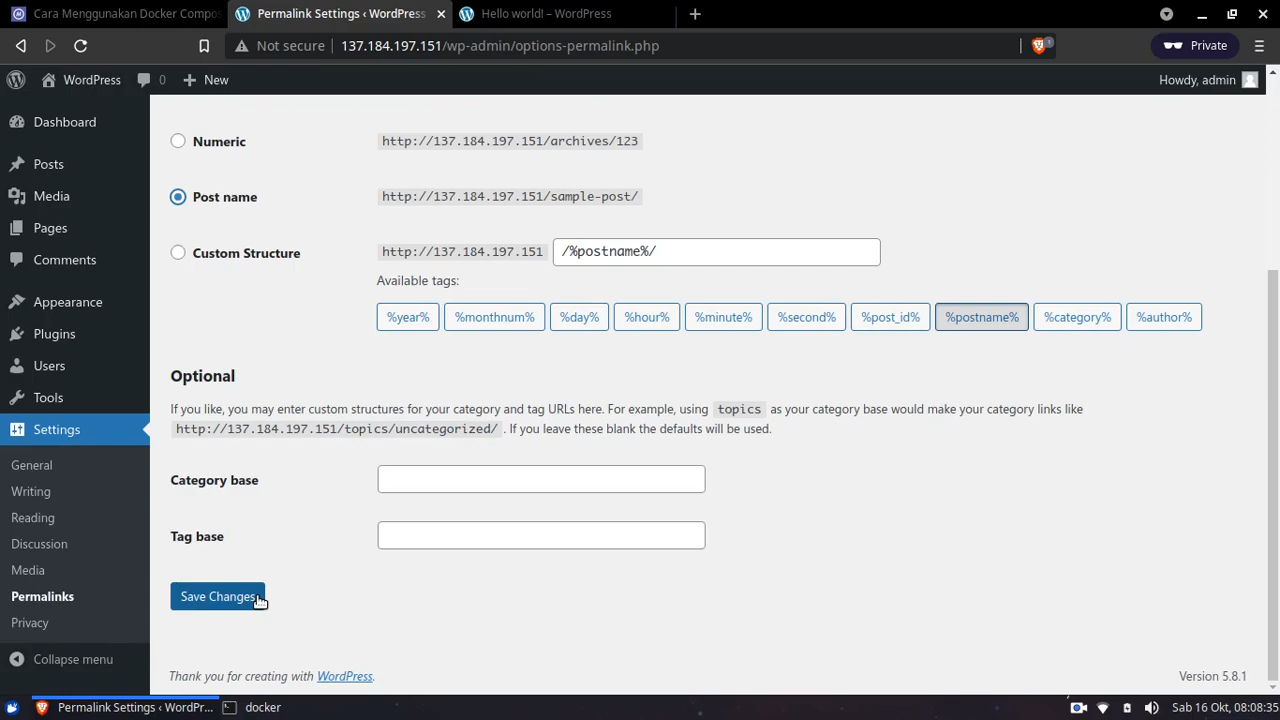 Cara Menggunakan Docker Compo
Permalink Settings ‹ WordPress
Hello world! – WordPress
Not secure
137.184.197.151/wp-admin/options-permalink.php
1
Private
WordPress
0
New
Howdy, admin
Dashboard
Posts
Media
Pages
Comments
Appearance
Plugins
Users
Tools
Settings
General
Writing
Reading
Discussion
Media
Permalinks
Privacy
Collapse menu
Numeric
http://137.184.197.151/archives/123
Post name
http://137.184.197.151/sample-post/
Custom Structure
http://137.184.197.151
/%postname%/
Available tags:
%year% %monthnum% %day% %hour% %minute% %second% %post_id% %postname% %category% %author%
Optional
If you like, you may enter custom structures for your category and tag URLs here. For example, using topics as your category base would make your category links like
http://137.184.197.151/topics/uncategorized/ . If you leave these blank the defaults will be used.
Category base
Tag base
Save Changes
Thank you for creating with WordPress.
Version 5.8.1
Permalink Settings ‹ WordPr...
docker
Sab 16 Okt, 08:08:35